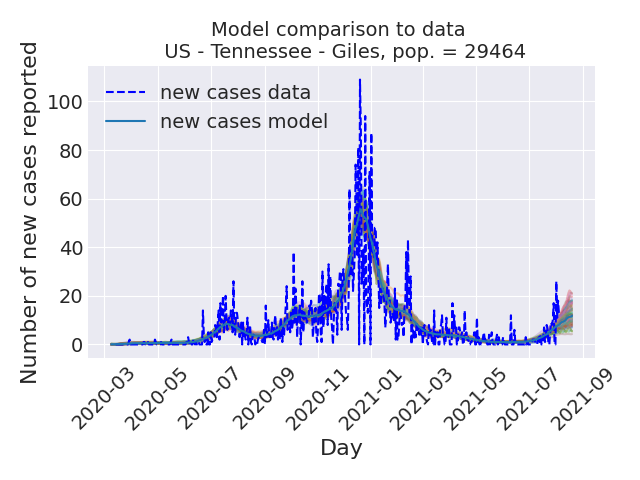 Model comparison to data
US - Tennessee - Giles, pop. = 29464
Number of new cases reported
100
80
60
40
20
0
new cases data
new cases model
2020-03
2020-05
2020-07
2020-09
2020-11
2021-01
2021-03
2021-05
2021-07
2021-09
Day